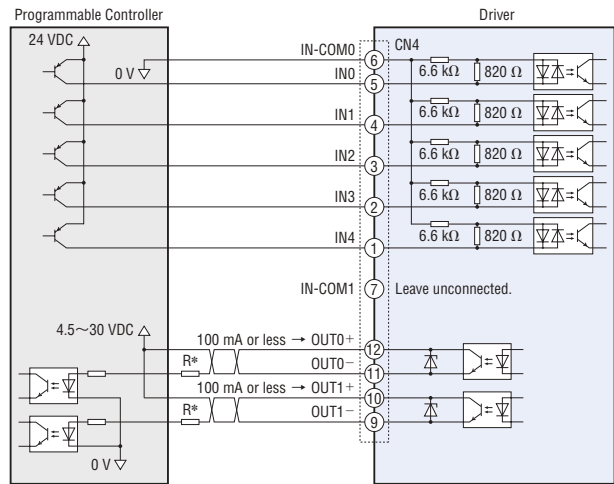 Programmable Controller
Driver
24 VDC
0 V
IN-COM0
6
CN4
6.6 kΩ
820 Ω
IN0
5
IN1
4
6.6 kΩ
820 Ω
IN2
3
6.6 kΩ
820 Ω
IN3
2
6.6 kΩ
820 Ω
IN4
1
6.6 kΩ
820 Ω
IN-COM1
7
Leave unconnected.
4.5～30 VDC
100 mA or less → OUT0+
12
R*
OUT0−
11
100 mA or less → OUT1+
10
R*
OUT1−
9
0 V